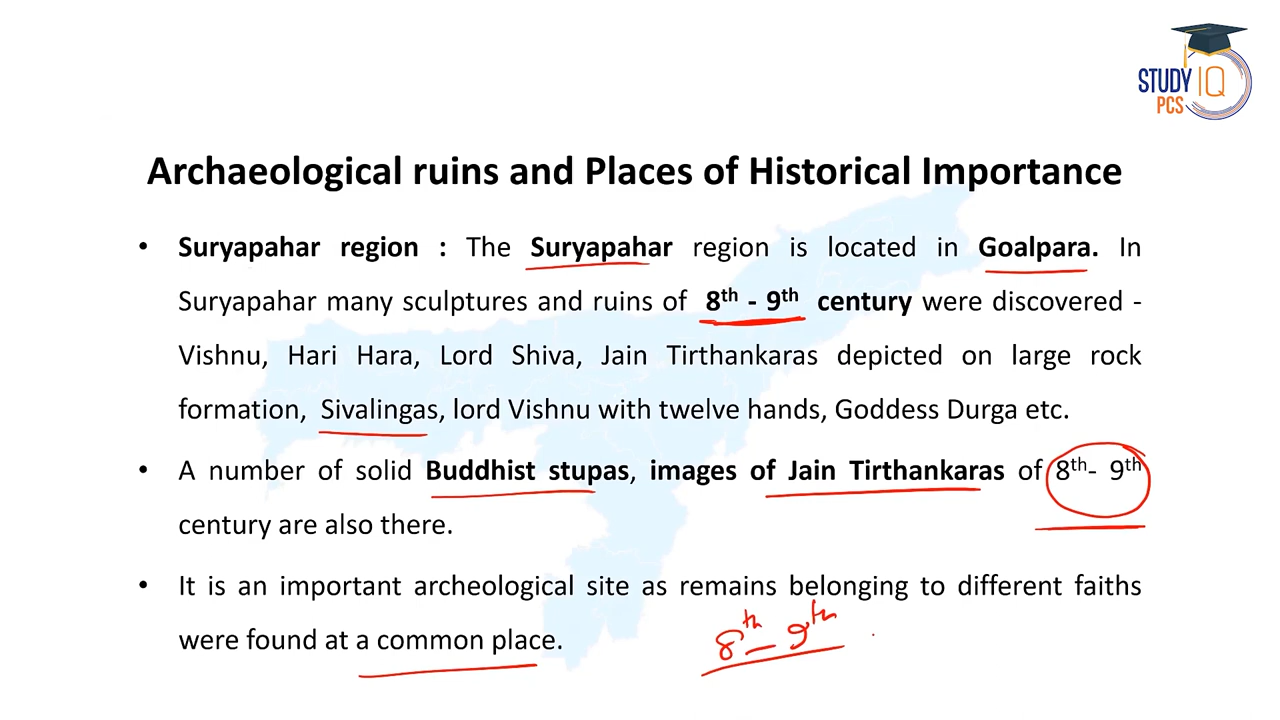 STUDY IQ
PCS
Archaeological ruins and Places of Historical Importance
• Suryapahar region : The Suryapahar region is located in Goalpara. In
Suryapahar many sculptures and ruins of 8th - 9th century were discovered -
Vishnu, Hari Hara, Lord Shiva, Jain Tirthankaras depicted on large rock
formation, Sivalingas, lord Vishnu with twelve hands, Goddess Durga etc.
• A number of solid Buddhist stupas, images of Jain Tirthankaras of 8th- 9th
century are also there.
• It is an important archeological site as remains belonging to different faiths
were found at a common place.
8th - 9th